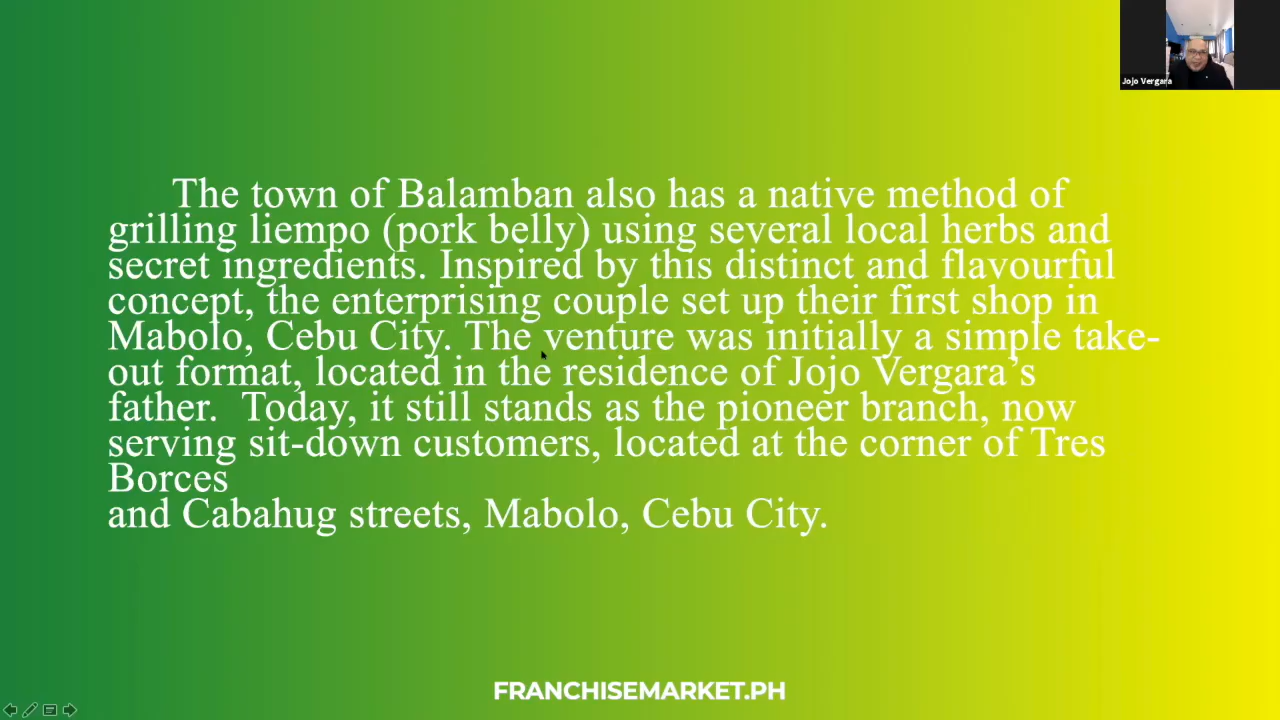 Jojo Vergara
The town of Balamban also has a native method of
grilling liempo (pork belly) using several local herbs and
secret ingredients. Inspired by this distinct and flavourful
concept, the enterprising couple set up their first shop in
Mabolo, Cebu City. The venture was initially a simple take-
out format, located in the residence of Jojo Vergara’s
father.  Today, it still stands as the pioneer branch, now
serving sit-down customers, located at the corner of Tres
Borces
and Cabahug streets, Mabolo, Cebu City.
FRANCHISEMARKET.PH